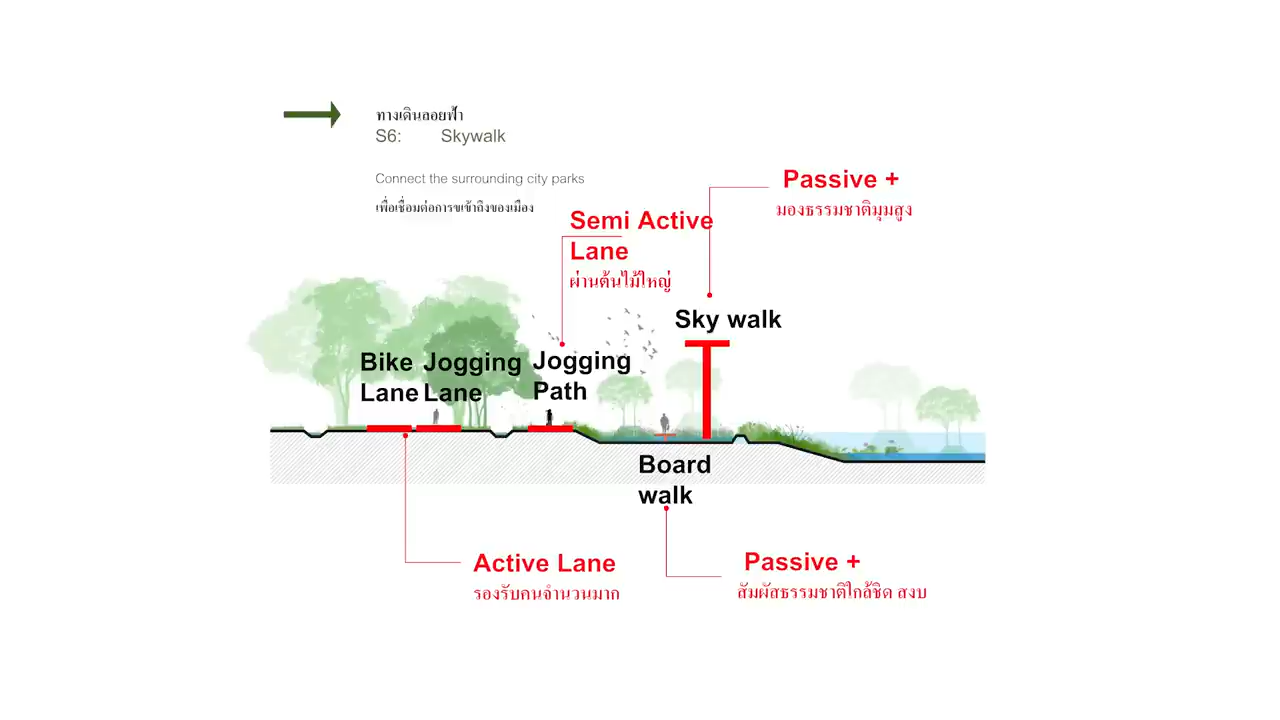 ทางเดินลอยฟ้า
S6: Skywalk
Connect the surrounding city parks
เพื่อเชื่อมต่อการขเข้าถึงของเมือง
Passive +
มองธรรมชาติมุมสูง
Semi Active
Lane
ผ่านต้นไม้ใหญ่
Sky walk
Bike
Lane
Jogging
Lane
Jogging
Path
Board
walk
Active Lane
รองรับคนจำนวนมาก
Passive +
สัมผัสธรรมชาติใกล้ชิด สงบ